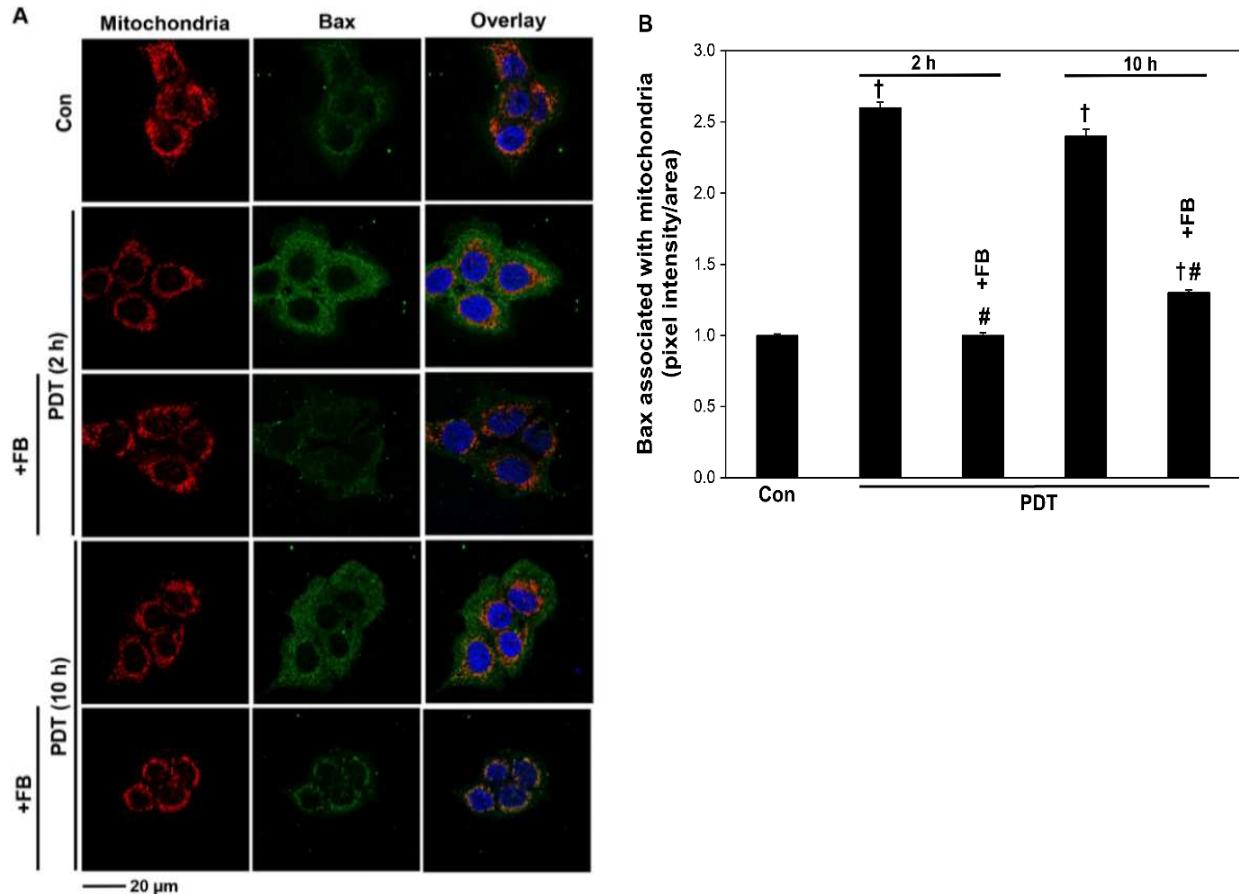 A
Mitochondria Bax Overlay
Con
PDT (2 h)
+FB
PDT (10 h)
+FB
20 µm
B
Bax associated with mitochondria
(pixel intensity/area)
3.0
2.5
2.0
1.5
1.0
0.5
0.0
2 h
10 h
†
†
+FB
#
+FB
†#
Con
PDT